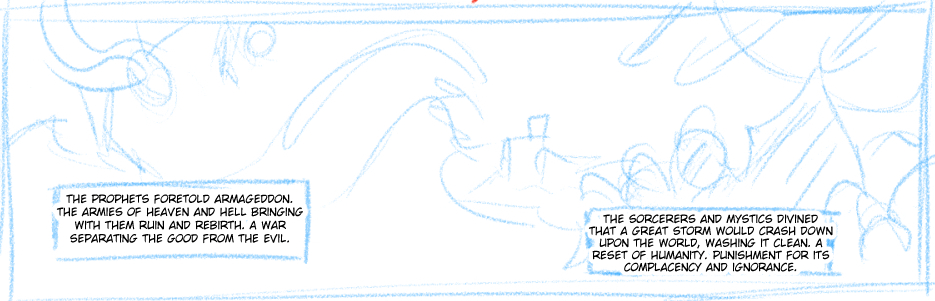 THE PROPHETS FORETOLD ARMAGEDDON.
THE ARMIES OF HEAVEN AND HELL BRINGING
WITH THEM RUIN AND REBIRTH. A WAR
SEPARATING THE GOOD FROM THE EVIL.
THE SORCERERS AND MYSTICS DIVINED
THAT A GREAT STORM WOULD CRASH DOWN
UPON THE WORLD, WASHING IT CLEAN. A
RESET OF HUMANITY. PUNISHMENT FOR ITS
COMPLACENCY AND IGNORANCE.